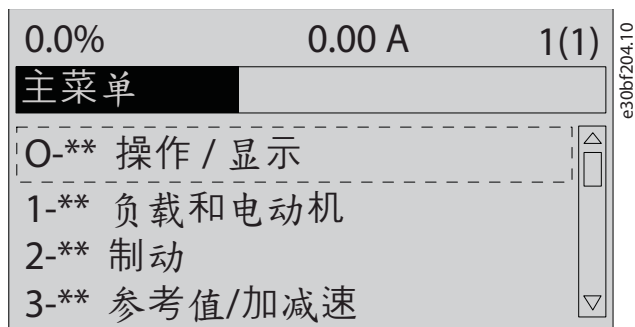 0.0% 0.00 A 1(1)
主菜单
O-** 操作 / 显示
1-** 负载和电动机
2-** 制动
3-** 参考值/加减速
e30bf204.10